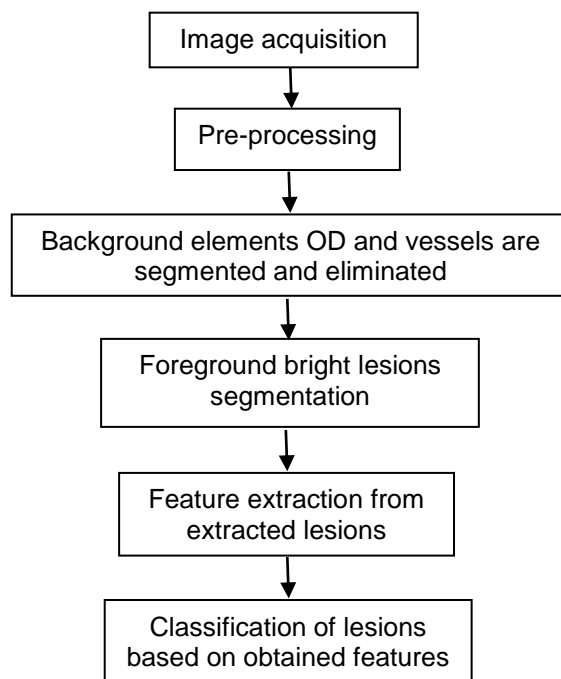 Image acquisition
Pre-processing
Background elements OD and vessels are
segmented and eliminated
Foreground bright lesions
segmentation
Feature extraction from
extracted lesions
Classification of lesions
based on obtained features